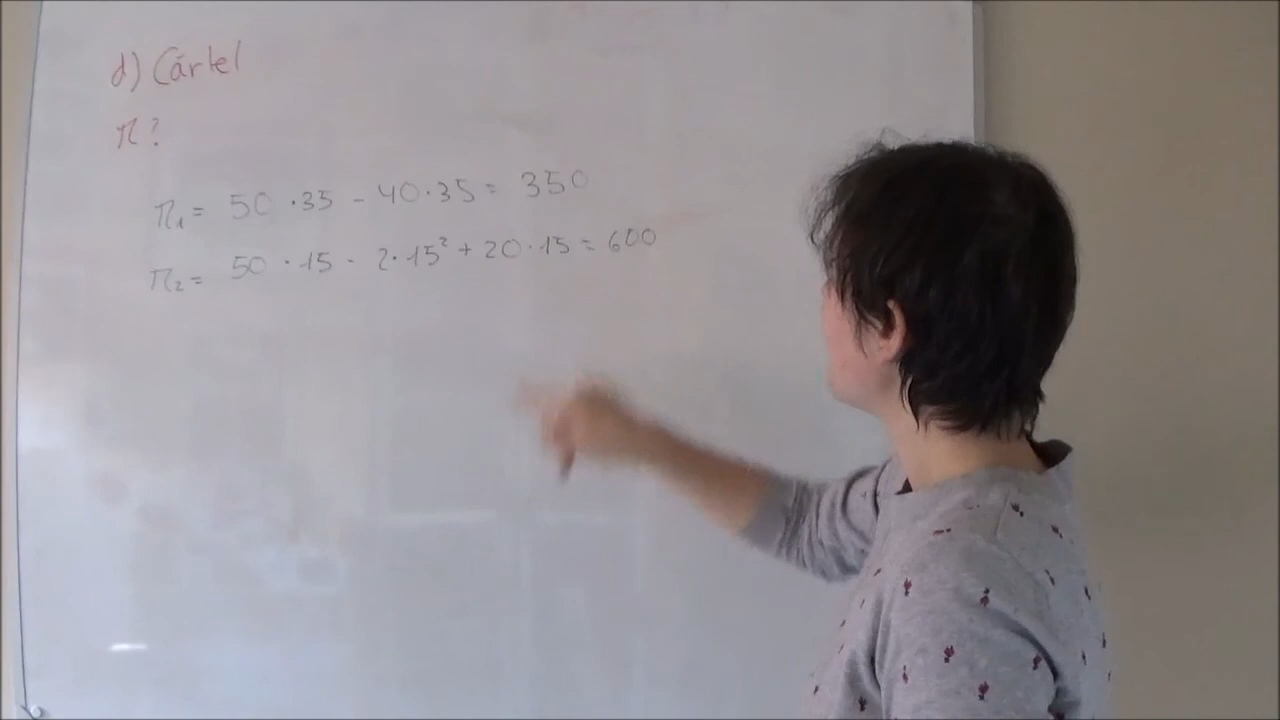 d) Cártel
π?
π₁ = 50 · 35 - 40 · 35 = 350
π₂ = 50 · 15 - 2 · 15² + 20 · 15 = 600